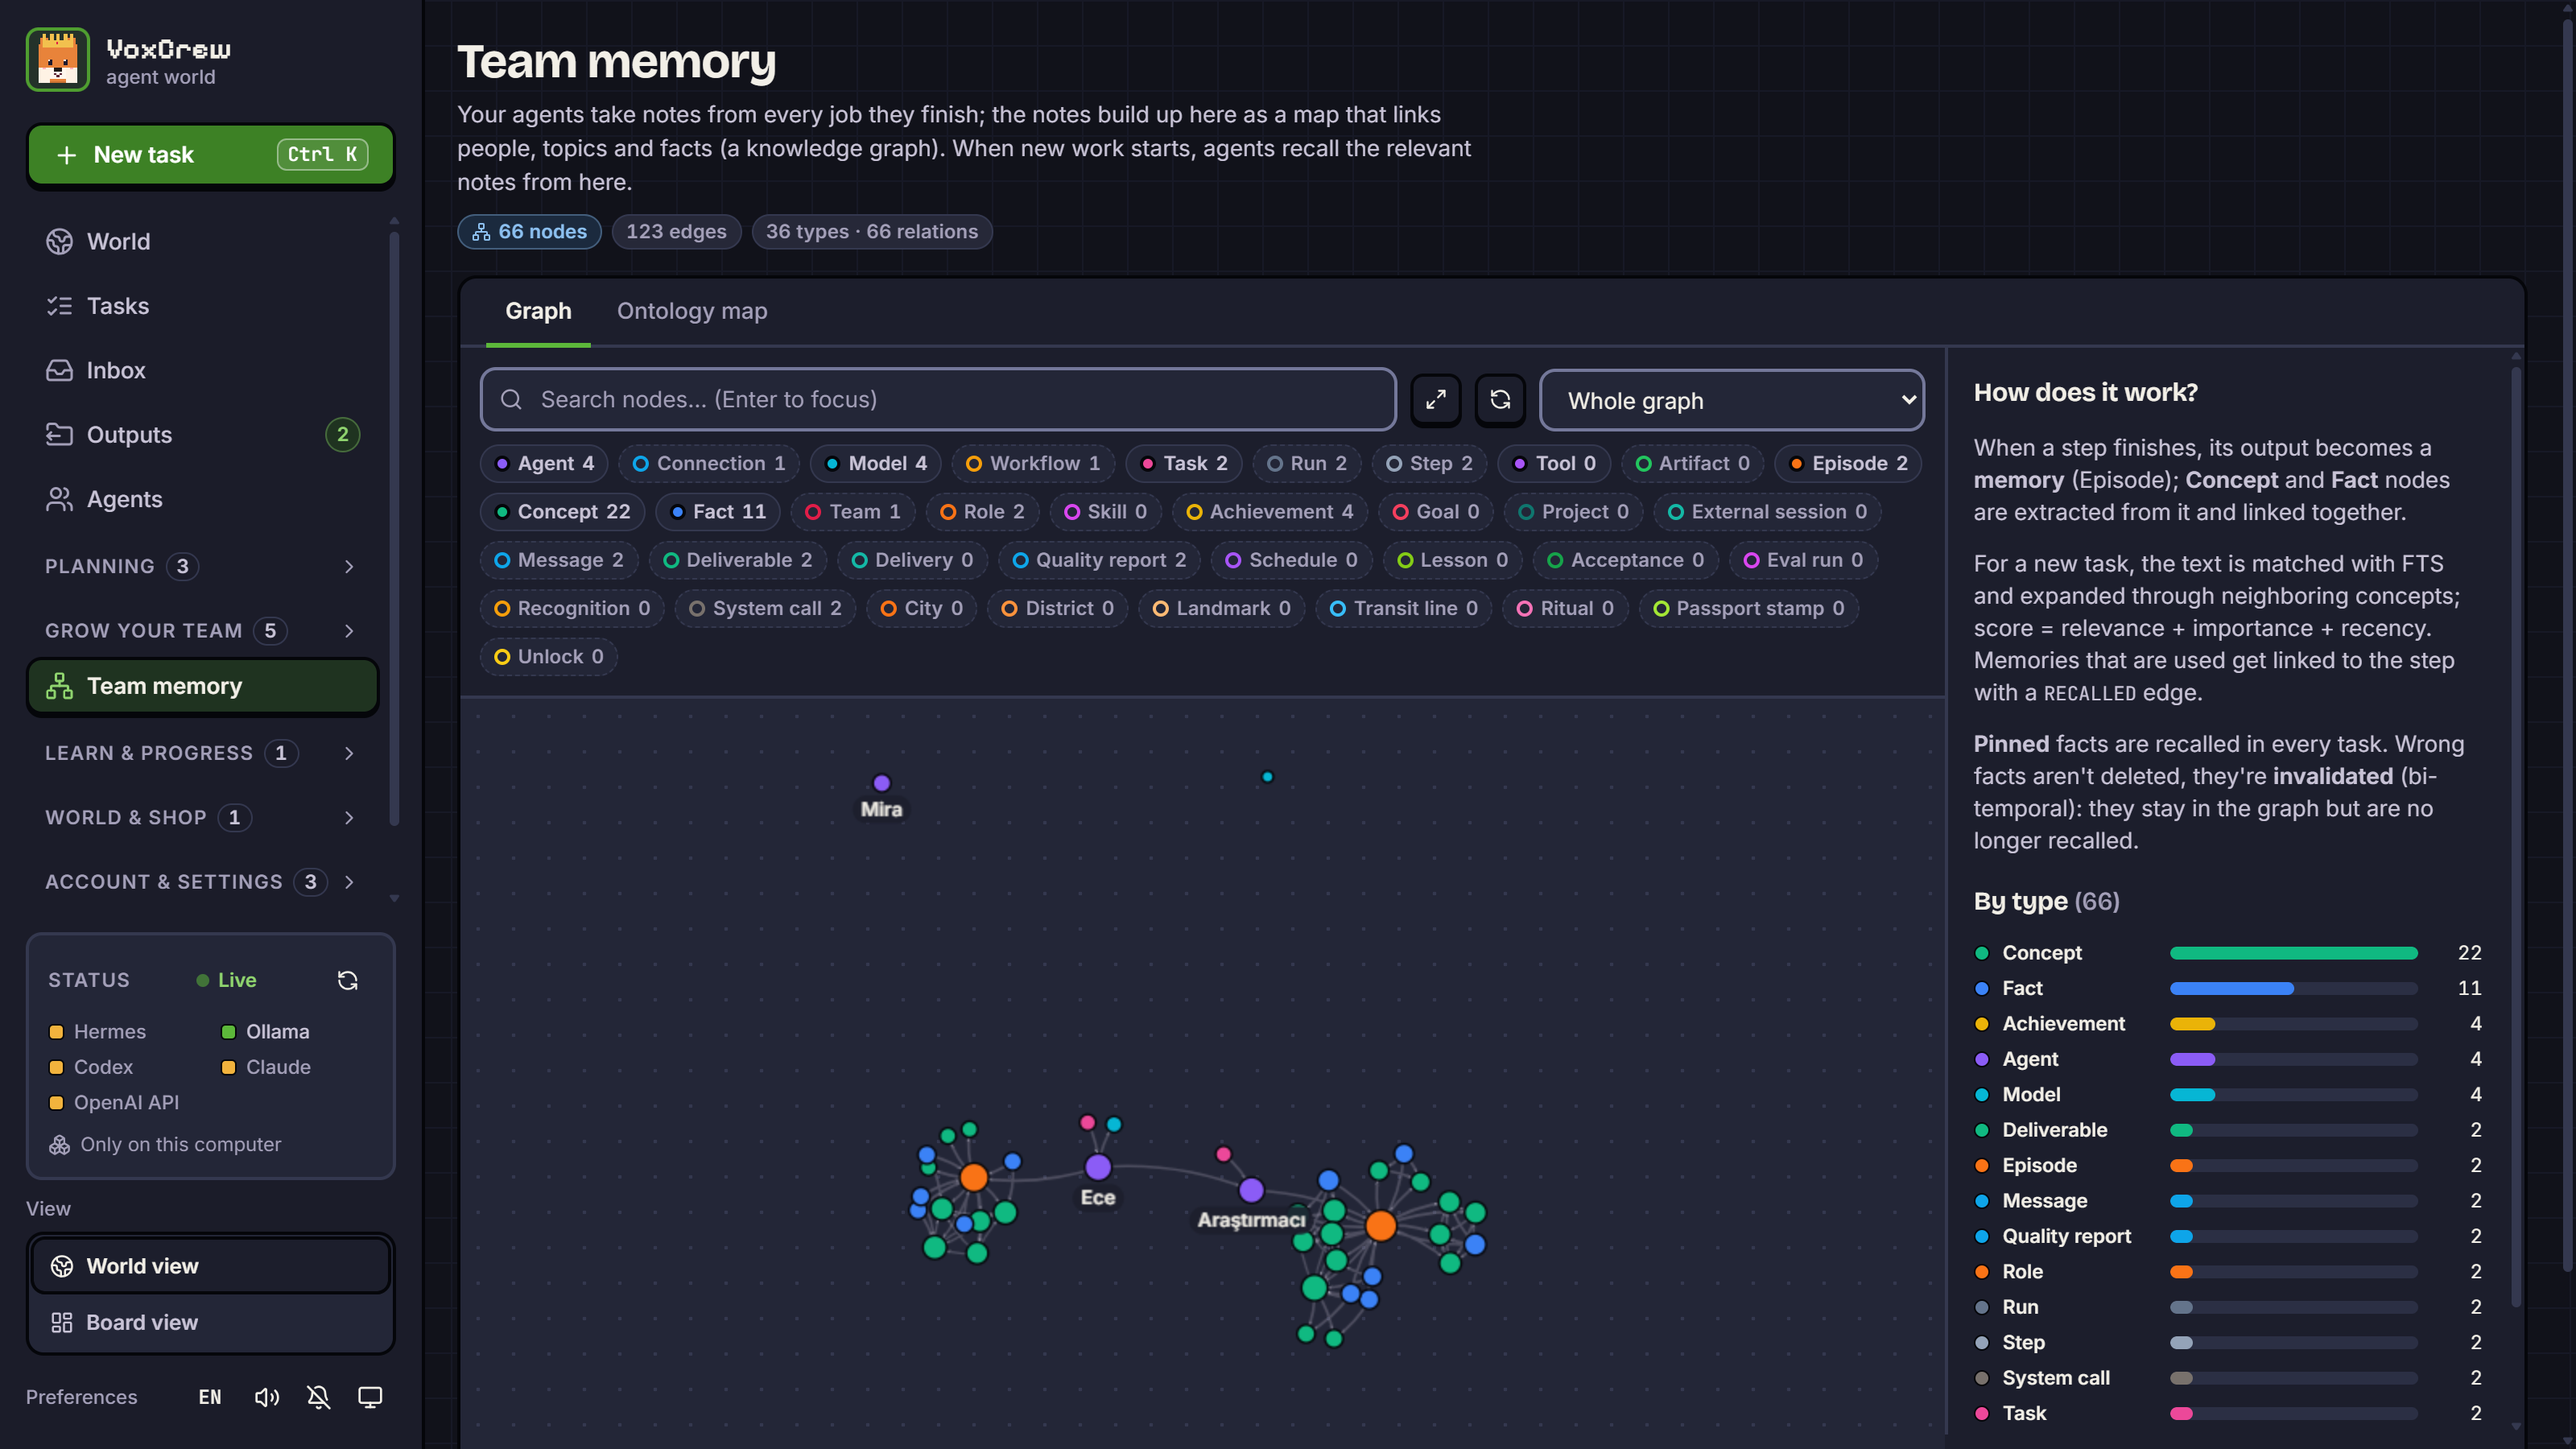 VoxCrew
agent world
New task Ctrl K
World
Tasks
Inbox
Outputs 2
Agents
PLANNING 3
GROW YOUR TEAM 5
Team memory
LEARN & PROGRESS 1
WORLD & SHOP 1
ACCOUNT & SETTINGS 3
STATUS Live
Hermes Ollama
Codex Claude
OpenAI API
Only on this computer
View
World view
Board view
Preferences EN
Team memory
Your agents take notes from every job they finish; the notes build up here as a map that links
people, topics and facts (a knowledge graph). When new work starts, agents recall the relevant
notes from here.
66 nodes 123 edges 36 types · 66 relations
Graph Ontology map
Search nodes... (Enter to focus) Whole graph
Agent 4 Connection 1 Model 4 Workflow 1 Task 2 Run 2 Step 2 Tool 0 Artifact 0 Episode 2
Concept 22 Fact 11 Team 1 Role 2 Skill 0 Achievement 4 Goal 0 Project 0 External session 0
Message 2 Deliverable 2 Delivery 0 Quality report 2 Schedule 0 Lesson 0 Acceptance 0 Eval run 0
Recognition 0 System call 2 City 0 District 0 Landmark 0 Transit line 0 Ritual 0 Passport stamp 0
Unlock 0
Mira
Ece
Araştırmacı
How does it work?
When a step finishes, its output becomes a
memory (Episode); Concept and Fact nodes
are extracted from it and linked together.
For a new task, the text is matched with FTS
and expanded through neighboring concepts;
score = relevance + importance + recency.
Memories that are used get linked to the step
with a RECALLED edge.
Pinned facts are recalled in every task. Wrong
facts aren't deleted, they're invalidated (bi-
temporal): they stay in the graph but are no
longer recalled.
By type (66)
Concept 22
Fact 11
Achievement 4
Agent 4
Model 4
Deliverable 2
Episode 2
Message 2
Quality report 2
Role 2
Run 2
Step 2
System call 2
Task 2